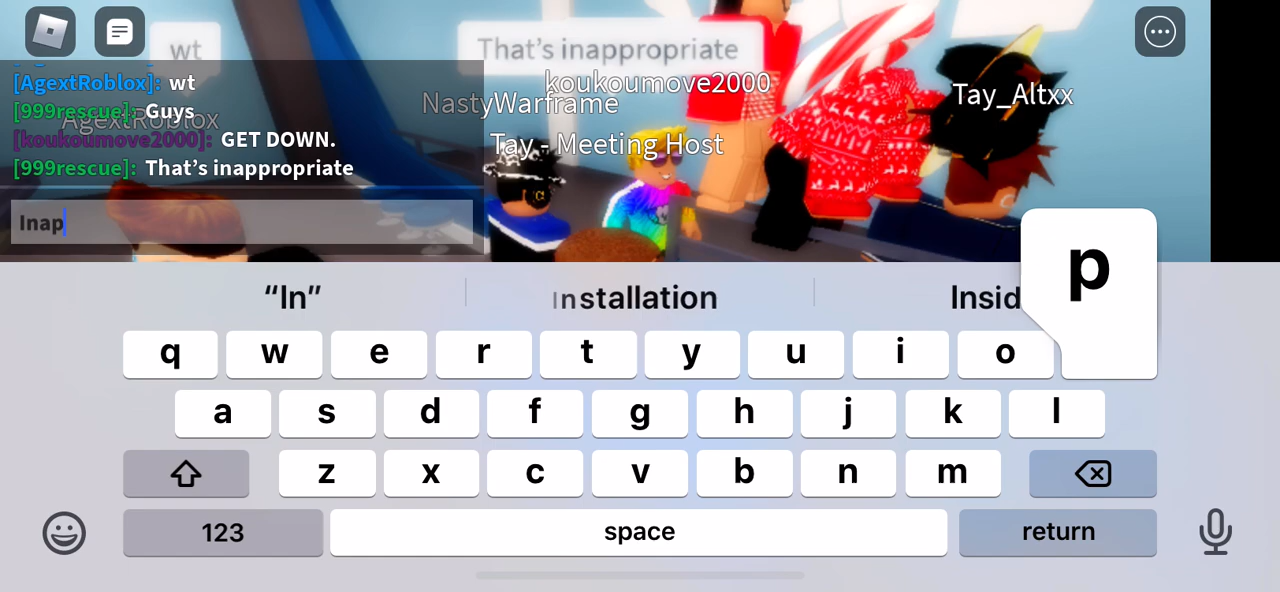 wt
That’s inappropriate
[AgextRoblox]: wt
[999rescue]: Guys
[koukoumove2000]: GET DOWN.
[999rescue]: That’s inappropriate
AgextRoblox
koukoumove2000
NastyWarframe
Tay - Meeting Host
Tay_Altxx
Inap
“In”
Installation
Insid
p
q w e r t y u i o
a s d f g h j k l
z x c v b n m
123
space
return